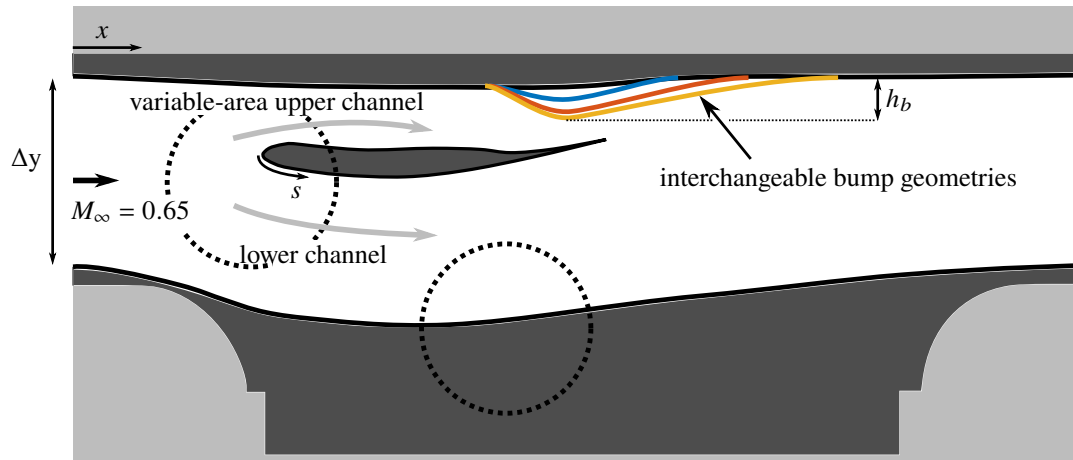 x
variable-area upper channel
h_b
Δy
s
interchangeable bump geometries
M_∞ = 0.65
lower channel